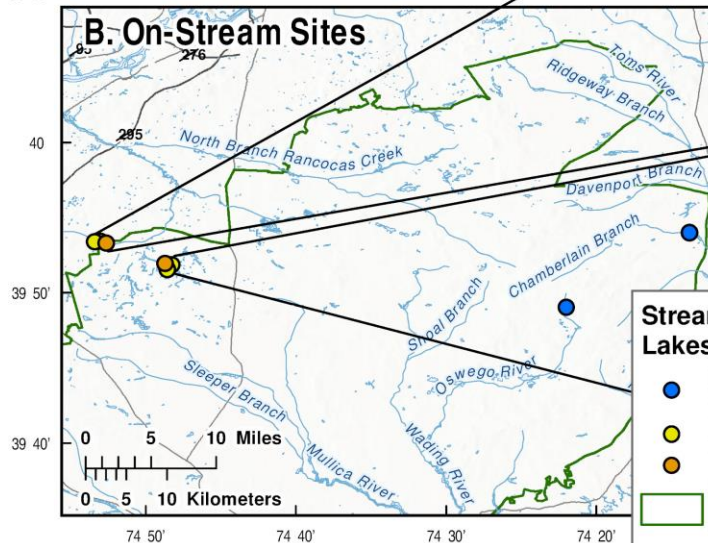 B. On-Stream Sites
95
276
295
Toms River
Ridgeway Branch
North Branch Rancocas Creek
Davenport Branch
Chamberlain Branch
Shoal Branch
Oswego River
Sleeper Branch
Wading River
Mullica River
40
39 50'
39 40'
0 5 10 Miles
0 5 10 Kilometers
74 50'
74 40'
74 30'
74 20'
Stream
Lakes